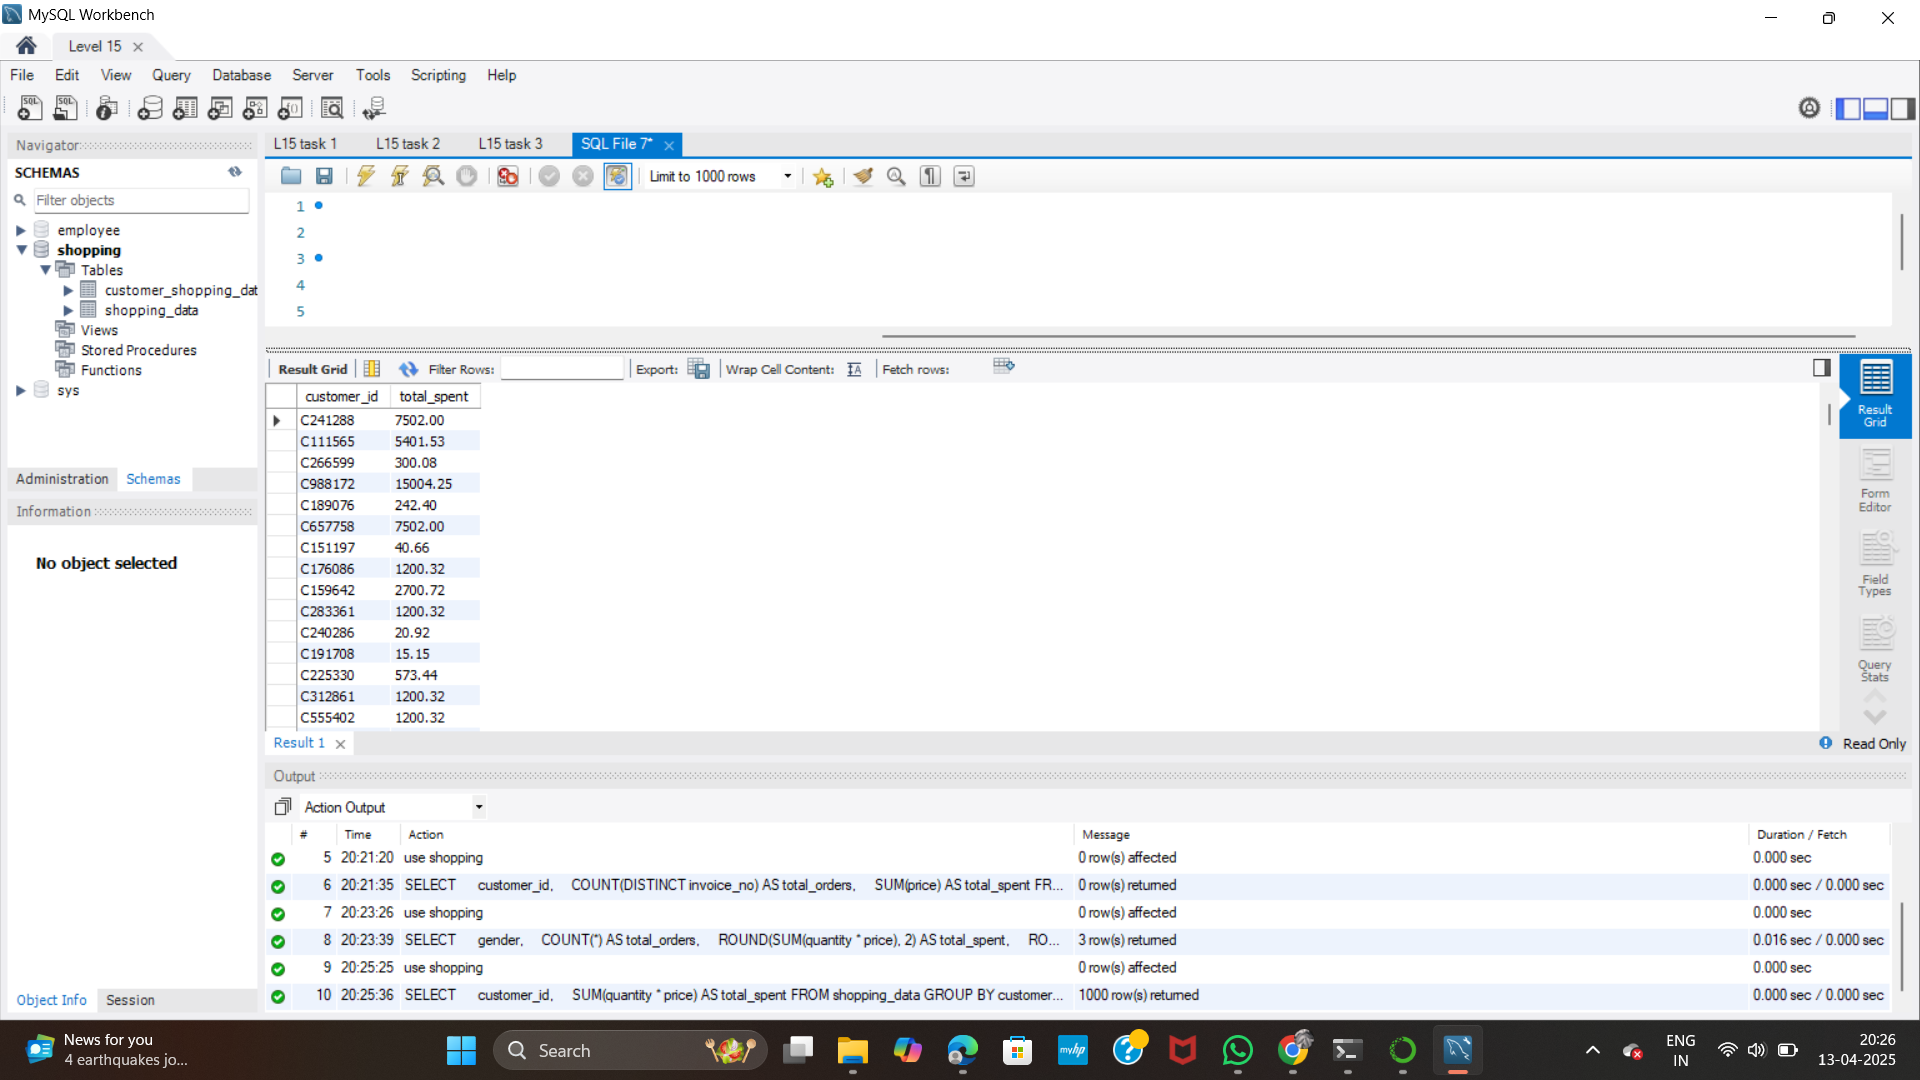 MySQL Workbench
Level 15
File Edit View Query Database Server Tools Scripting Help
Navigator
SCHEMAS
Filter objects
employee
shopping
Tables
customer_shopping_dat
shopping_data
Views
Stored Procedures
Functions
sys
Administration Schemas
Information
No object selected
Object Info Session
L15 task 1 L15 task 2 L15 task 3 SQL File 7*
Limit to 1000 rows
1
2
3
4
5
Result Grid Filter Rows: Export: Wrap Cell Content: Fetch rows:
customer_id total_spent
C241288 7502.00
C111565 5401.53
C266599 300.08
C988172 15004.25
C189076 242.40
C657758 7502.00
C151197 40.66
C176086 1200.32
C159642 2700.72
C283361 1200.32
C240286 20.92
C191708 15.15
C225330 573.44
C312861 1200.32
C555402 1200.32
Result Grid
Form Editor
Field Types
Query Stats
Result 1
Read Only
Output
Action Output
# Time Action Message Duration / Fetch
5 20:21:20 use shopping 0 row(s) affected 0.000 sec
6 20:21:35 SELECT customer_id, COUNT(DISTINCT invoice_no) AS total_orders, SUM(price) AS total_spent FR... 0 row(s) returned 0.000 sec / 0.000 sec
7 20:23:26 use shopping 0 row(s) affected 0.000 sec
8 20:23:39 SELECT gender, COUNT(*) AS total_orders, ROUND(SUM(quantity * price), 2) AS total_spent, RO... 3 row(s) returned 0.016 sec / 0.000 sec
9 20:25:25 use shopping 0 row(s) affected 0.000 sec
10 20:25:36 SELECT customer_id, SUM(quantity * price) AS total_spent FROM shopping_data GROUP BY customer... 1000 row(s) returned 0.000 sec / 0.000 sec
News for you
4 earthquakes jo...
Search
myhp
ENG
IN
20:26
13-04-2025